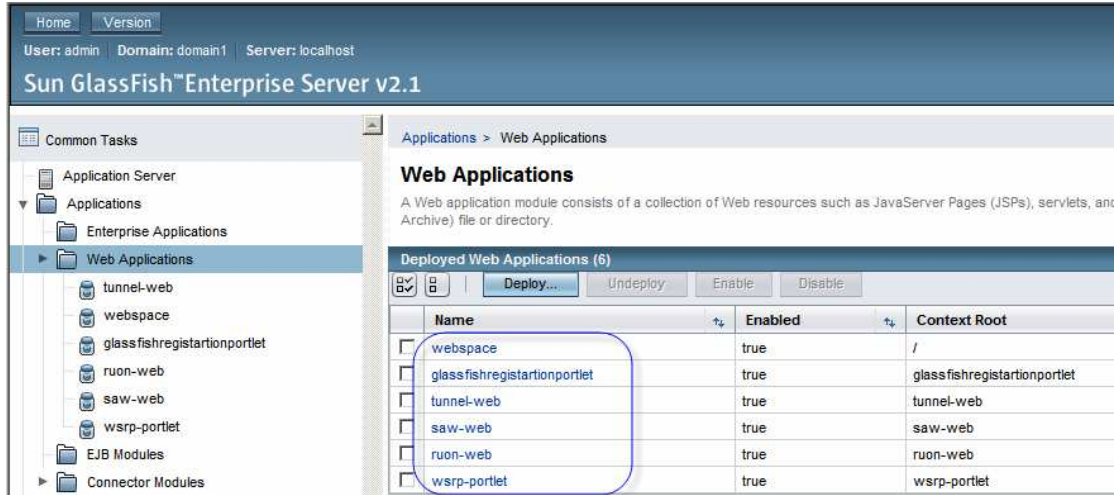 Home Version
User: admin Domain: domain1 Server: localhost
Sun GlassFish™Enterprise Server v2.1
Common Tasks
Application Server
Applications
Enterprise Applications
Web Applications
tunnel-web
webspace
glassfishregistartionportlet
ruon-web
saw-web
wsrp-portlet
EJB Modules
Connector Modules
Applications > Web Applications
Web Applications
A Web application module consists of a collection of Web resources such as JavaServer Pages (JSPs), servlets, and
Archive) file or directory.
Deployed Web Applications (6)
Deploy... Undeploy Enable Disable
Name Enabled Context Root
webspace true /
glassfishregistartionportlet true glassfishregistartionportlet
tunnel-web true tunnel-web
saw-web true saw-web
ruon-web true ruon-web
wsrp-portlet true wsrp-portlet